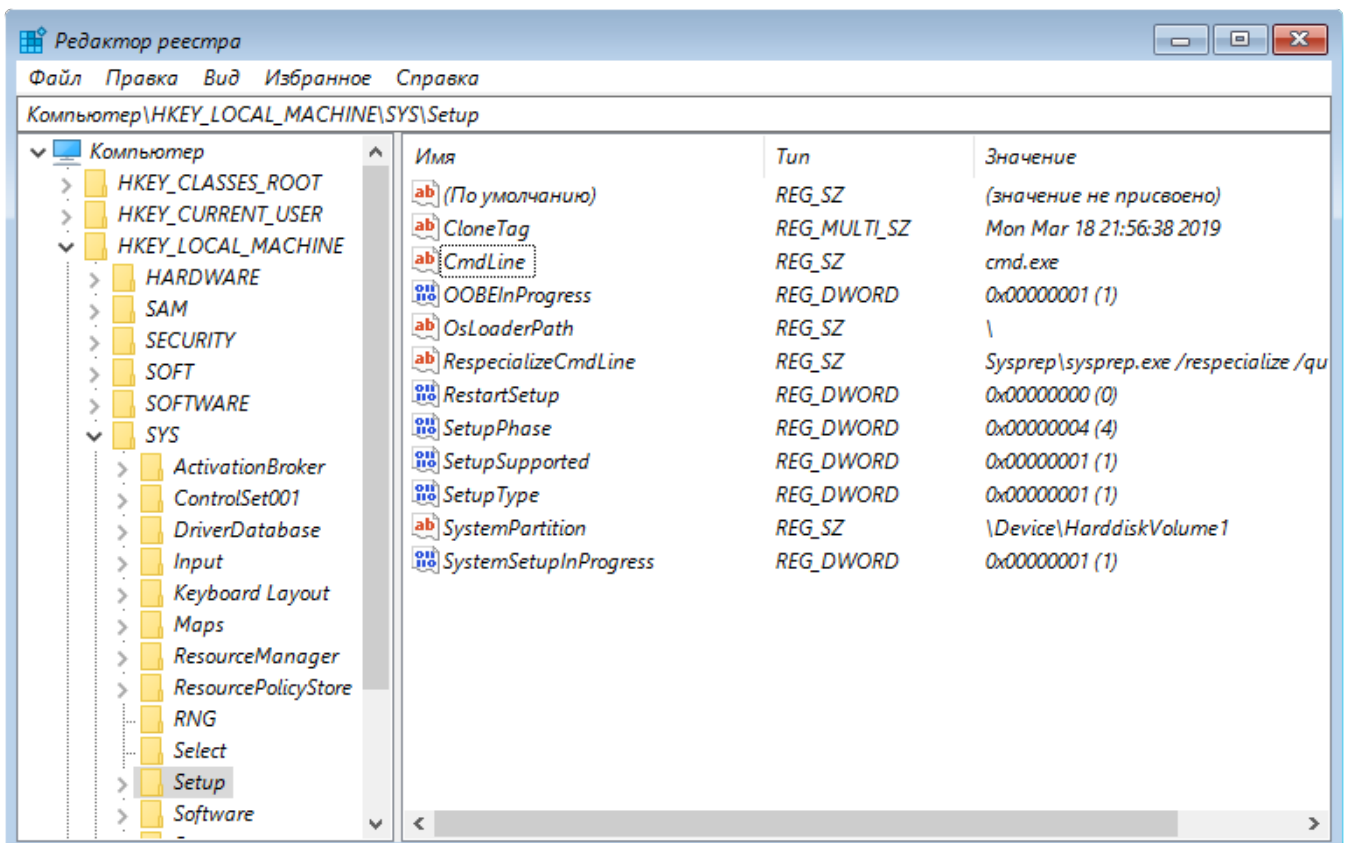 Редактор реестра
Файл Правка Вид Избранное Справка
Компьютер\HKEY_LOCAL_MACHINE\SYS\Setup
Компьютер
HKEY_CLASSES_ROOT
HKEY_CURRENT_USER
HKEY_LOCAL_MACHINE
HARDWARE
SAM
SECURITY
SOFT
SOFTWARE
SYS
ActivationBroker
ControlSet001
DriverDatabase
Input
Keyboard Layout
Maps
ResourceManager
ResourcePolicyStore
RNG
Select
Setup
Software
Имя Тип Значение
(По умолчанию) REG_SZ (значение не присвоено)
CloneTag REG_MULTI_SZ Mon Mar 18 21:56:38 2019
CmdLine REG_SZ cmd.exe
OOBEInProgress REG_DWORD 0x00000001 (1)
OsLoaderPath REG_SZ \
RespecializeCmdLine REG_SZ Sysprep\sysprep.exe /respecialize /qu
RestartSetup REG_DWORD 0x00000000 (0)
SetupPhase REG_DWORD 0x00000004 (4)
SetupSupported REG_DWORD 0x00000001 (1)
SetupType REG_DWORD 0x00000001 (1)
SystemPartition REG_SZ \Device\HarddiskVolume1
SystemSetupInProgress REG_DWORD 0x00000001 (1)